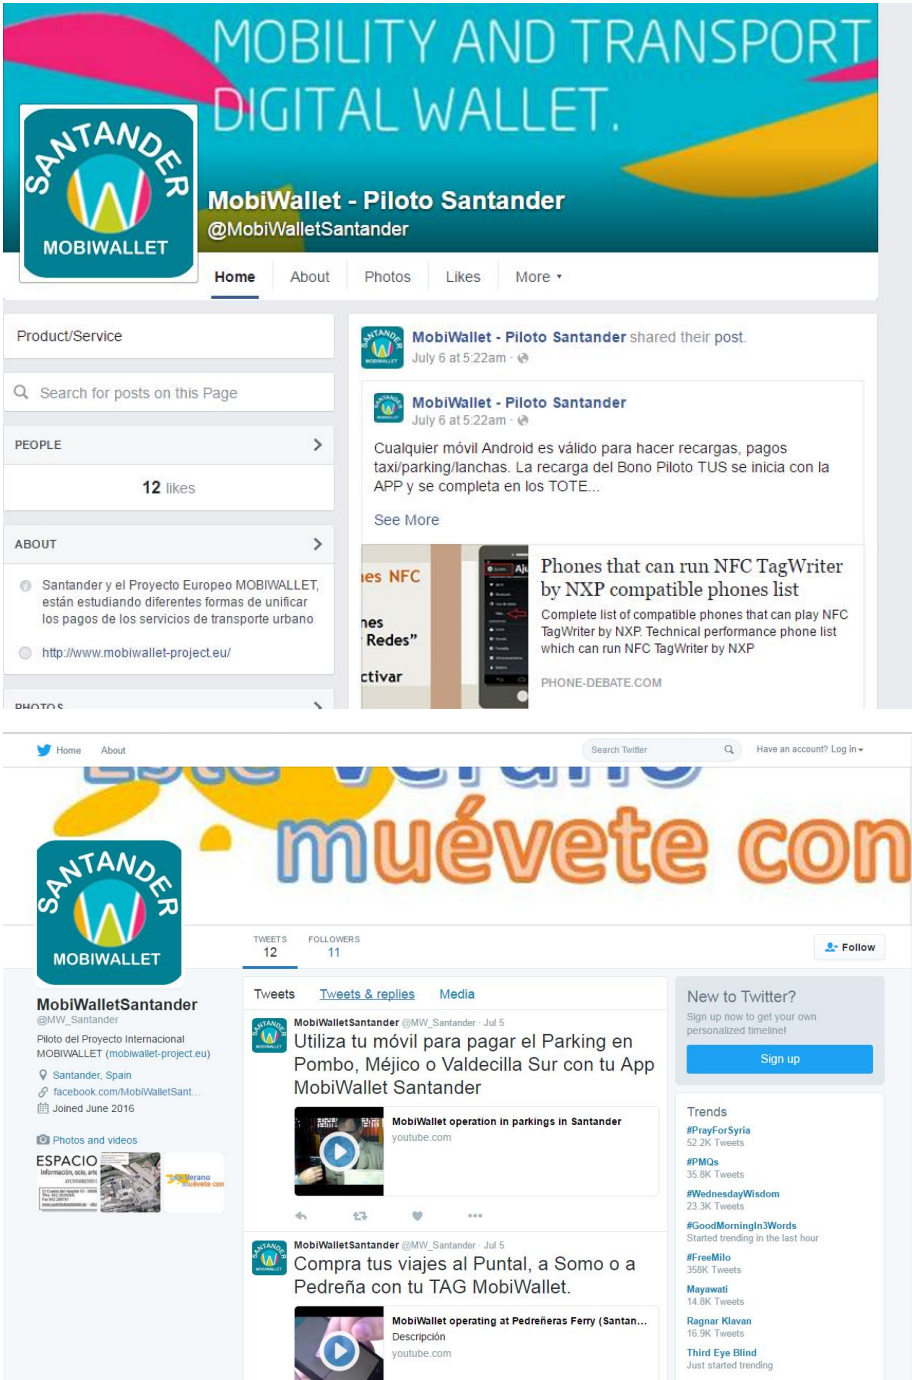 MOBILITY AND TRANSPORT
DIGITAL WALLET.
SANTANDER
MOBIWALLET
MobiWallet - Piloto Santander
@MobiWalletSantander
Home About Photos Likes More
Product/Service
Search for posts on this Page
PEOPLE
12 likes
ABOUT
Santander y el Proyecto Europeo MOBIWALLET,
están estudiando diferentes formas de unificar
los pagos de los servicios de transporte urbano
http://www.mobiwallet-project.eu/
PHOTOS
MobiWallet - Piloto Santander shared their post.
July 6 at 5:22am ·
MobiWallet - Piloto Santander
July 6 at 5:22am ·
Cualquier móvil Android es válido para hacer recargas, pagos
taxi/parking/lanchas. La recarga del Bono Piloto TUS se inicia con la
APP y se completa en los TOTE...
See More
nes NFC
nes
Redes”
ctivar
Aju
Phones that can run NFC TagWriter
by NXP compatible phones list
Complete list of compatible phones that can play NFC
TagWriter by NXP. Technical performance phone list
which can run NFC TagWriter by NXP
PHONE-DEBATE.COM
Home About
Search Twitter
Have an account? Log in
Este Verano
muévete con
SANTANDER
MOBIWALLET
TWEETS
12
FOLLOWERS
11
Follow
MobiWalletSantander
@MW_Santander
Piloto del Proyecto Internacional
MOBIWALLET (mobiwallet-project.eu)
Santander, Spain
facebook.com/MobiWalletSant...
Joined June 2016
Photos and videos
ESPACIO
Información, ocio, arte
Verano
muévete con
Tweets Tweets & replies Media
MobiWalletSantander @MW_Santander · Jul 5
Utiliza tu móvil para pagar el Parking en
Pombo, Méjico o Valdecilla Sur con tu App
MobiWallet Santander
MobiWallet operation in parkings in Santander
youtube.com
MobiWalletSantander @MW_Santander · Jul 5
Compra tus viajes al Puntal, a Somo o a
Pedreña con tu TAG MobiWallet.
MobiWallet operating at Pedreñeras Ferry (Santan...
Descripción
youtube.com
New to Twitter?
Sign up now to get your own
personalized timeline!
Sign up
Trends
#PrayForSyria
52.2K Tweets
#PMQs
35.8K Tweets
#WednesdayWisdom
23.3K Tweets
#GoodMorningIn3Words
Started trending in the last hour
#FreeMilo
358K Tweets
Mayawati
14.8K Tweets
Ragnar Klavan
16.9K Tweets
Third Eye Blind
Just started trending